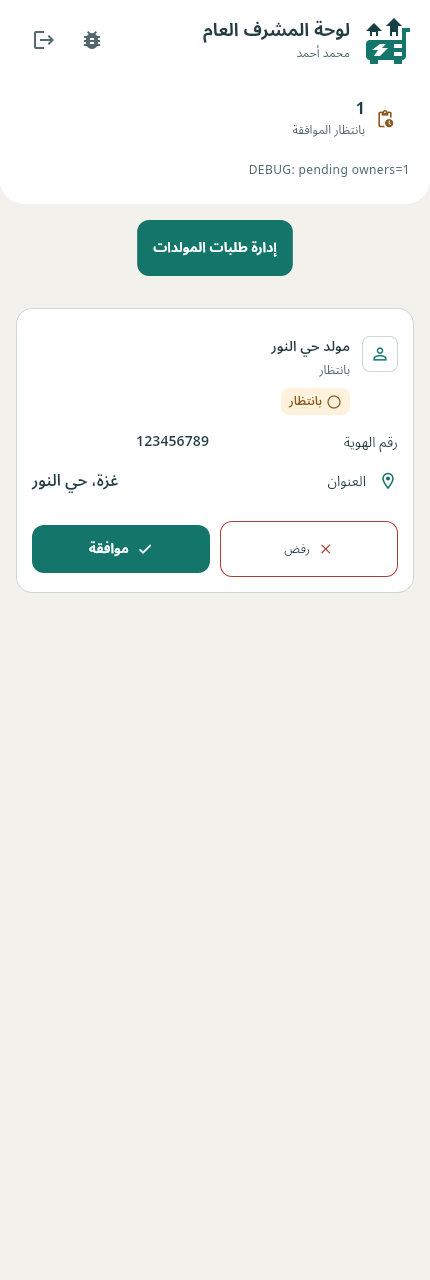 لوحة المشرف العام
محمد أحمد
1
بانتظار الموافقة
DEBUG: pending owners=1
إدارة طلبات المولدات
مولد حي النور
بانتظار
بانتظار
رقم الهوية 123456789
العنوان غزة، حي النور
رفض موافقة